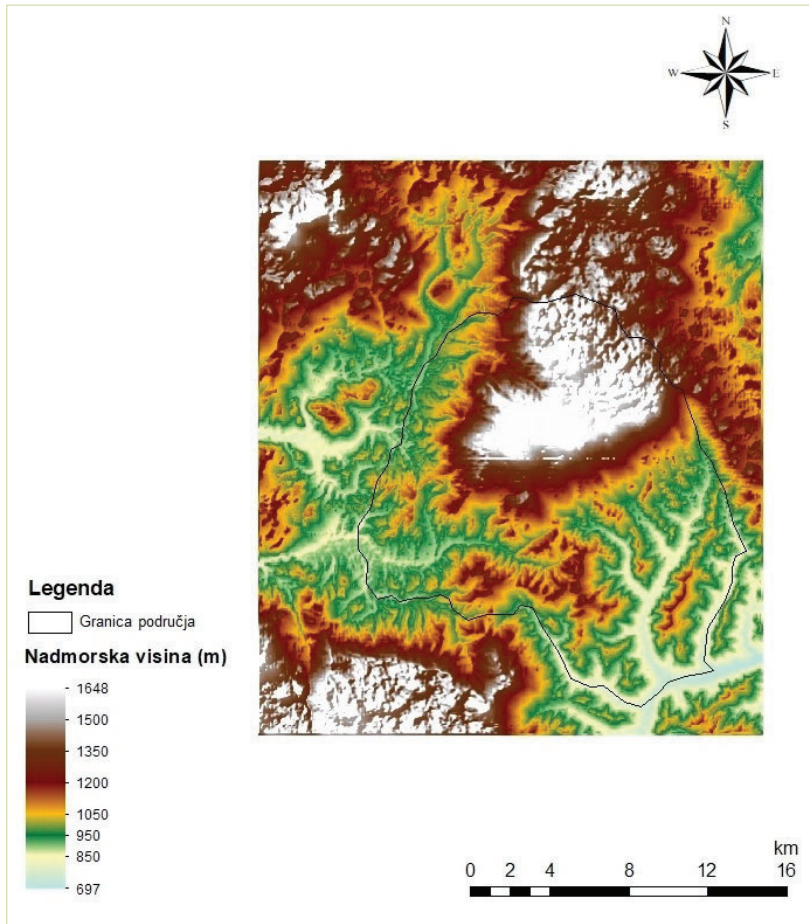 N
W E
S
Legenda
Granica područja
Nadmorska visina (m)
1648
1500
1350
1200
1050
950
850
697
km
0 2 4 8 12 16